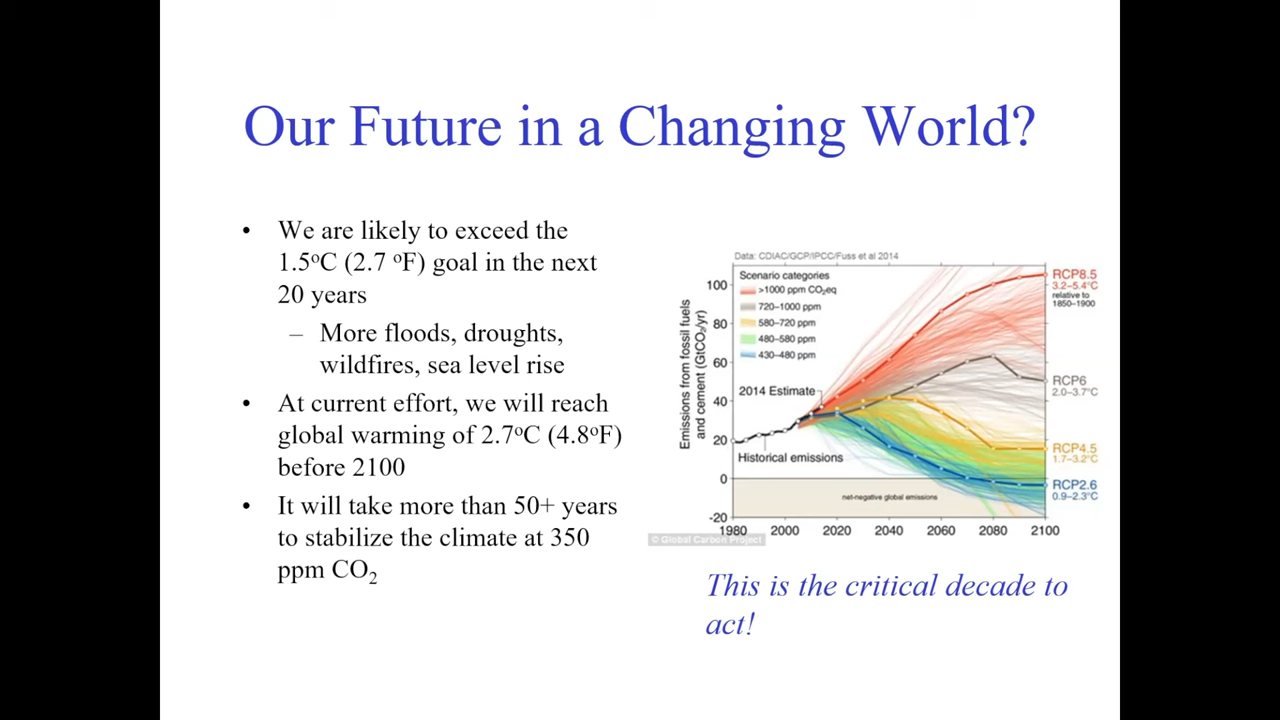 Our Future in a Changing World?
• We are likely to exceed the
1.5ºC (2.7 ºF) goal in the next
20 years
– More floods, droughts,
wildfires, sea level rise
• At current effort, we will reach
global warming of 2.7ºC (4.8ºF)
before 2100
• It will take more than 50+ years
to stabilize the climate at 350
ppm CO₂
Data: CDIAC/GCP/IPCC/Fuss et al 2014
Scenario categories
>1000 ppm CO₂eq
720–1000 ppm
580–720 ppm
480–580 ppm
430–480 ppm
Emissions from fossil fuels
and cement (GtCO₂/yr)
100
80
60
40
20
0
-20
2014 Estimate
Historical emissions
net-negative global emissions
RCP8.5
3.2–5.4°C
relative to
1850–1900
RCP6
2.0–3.7°C
RCP4.5
1.7–3.2°C
RCP2.6
0.9–2.3°C
1980 2000 2020 2040 2060 2080 2100
© Global Carbon Project
This is the critical decade to
act!